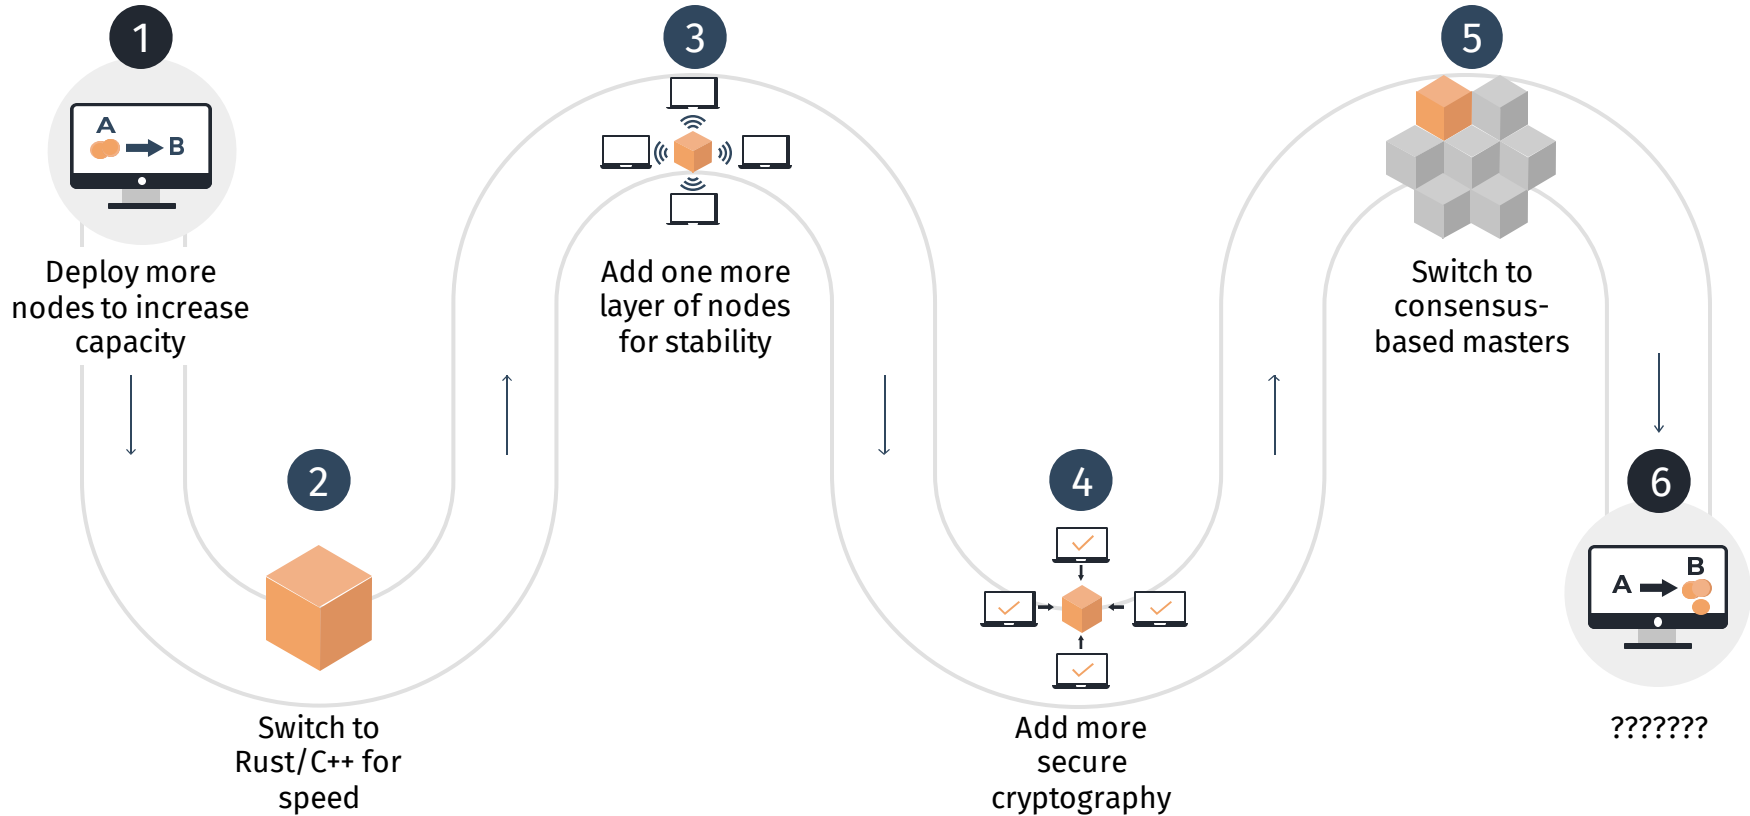 1
A
B
Deploy more
nodes to increase
capacity
2
Switch to
Rust/C++ for
speed
3
Add one more
layer of nodes
for stability
4
Add more
secure
cryptography
5
Switch to
consensus-
based masters
6
B
A
???????